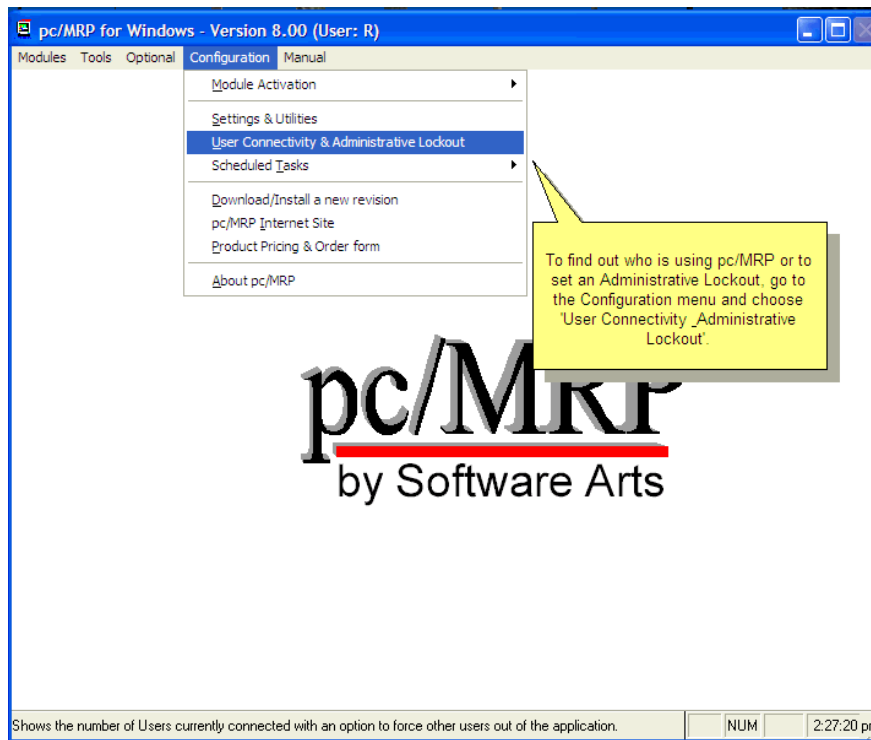 pc/MRP for Windows - Version 8.00 (User: R)
Modules Tools Optional Configuration Manual
Module Activation
Settings & Utilities
User Connectivity & Administrative Lockout
Scheduled Tasks
Download/Install a new revision
pc/MRP Internet Site
Product Pricing & Order form
About pc/MRP
To find out who is using pc/MRP or to
set an Administrative Lockout, go to
the Configuration menu and choose
'User Connectivity _Administrative
Lockout'.
pc/MRP
by Software Arts
Shows the number of Users currently connected with an option to force other users out of the application. NUM 2:27:20 pm